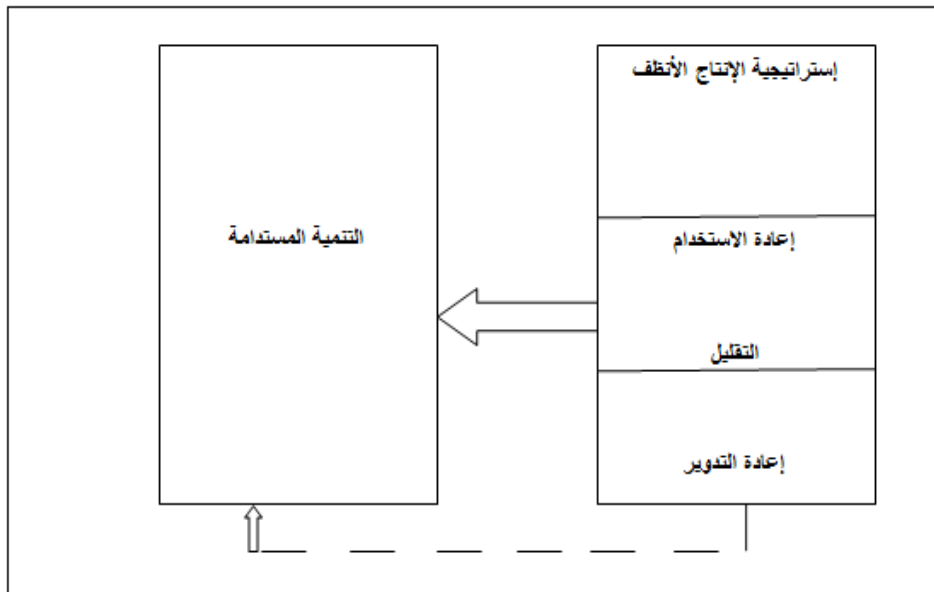 إستراتيجية الإنتاج الأنظف
إعادة الاستخدام
التنمية المستدامة
التقليل
إعادة التدوير